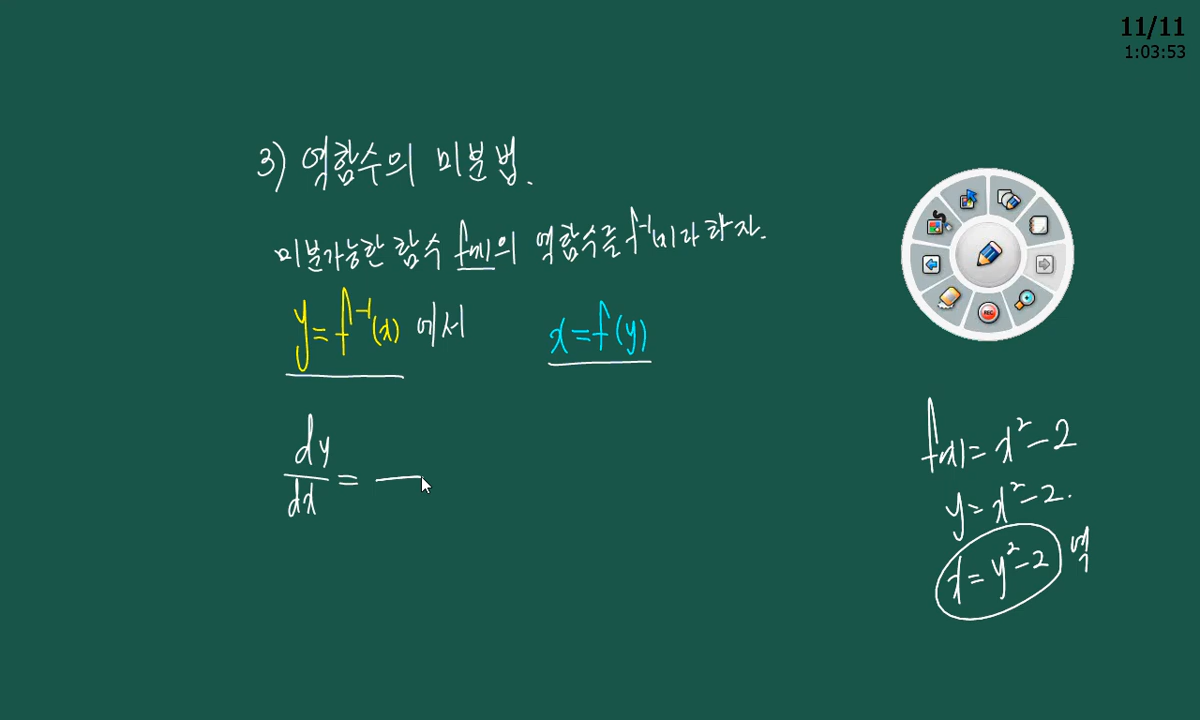 11/11
1:03:53
3) 역함수의 미분법.
미분가능한 함수 f(x)의 역함수를 f⁻¹(x)라 하자.
y=f⁻¹(x) 에서 x=f(y)
dy/dx =
f(x)=x²-2
y=x²-2.
x=y²-2 역
REC